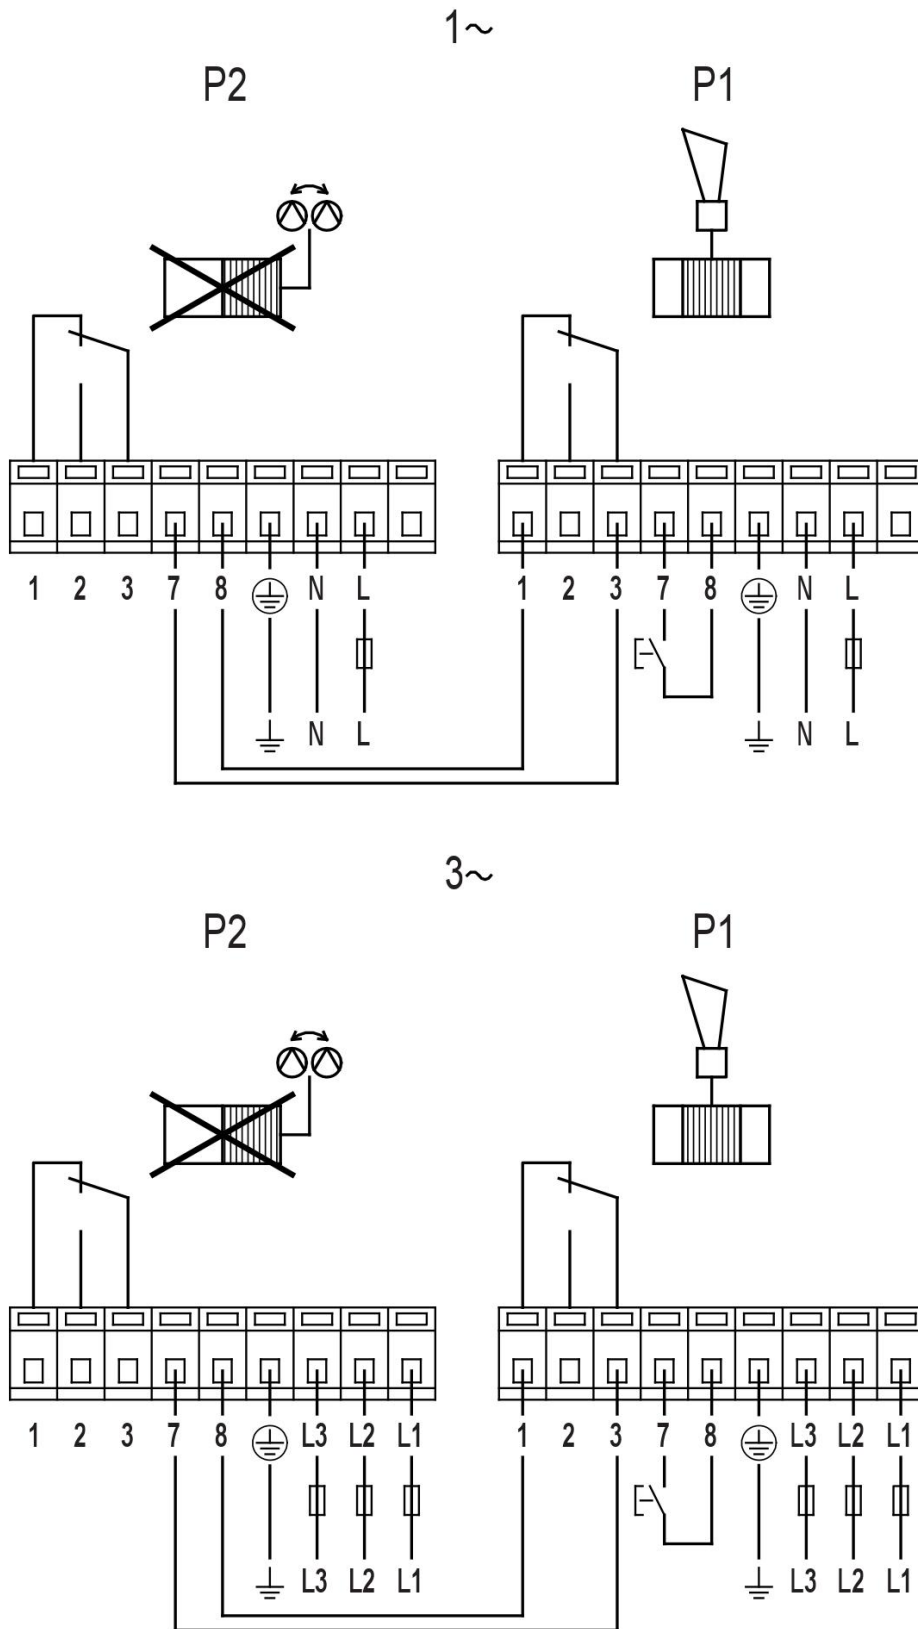 1~
P2 P1
1 2 3 7 8 N L 1 2 3 7 8 N L
N L N L
3~
P2 P1
1 2 3 7 8 L3 L2 L1 1 2 3 7 8 L3 L2 L1
L3 L2 L1 L3 L2 L1